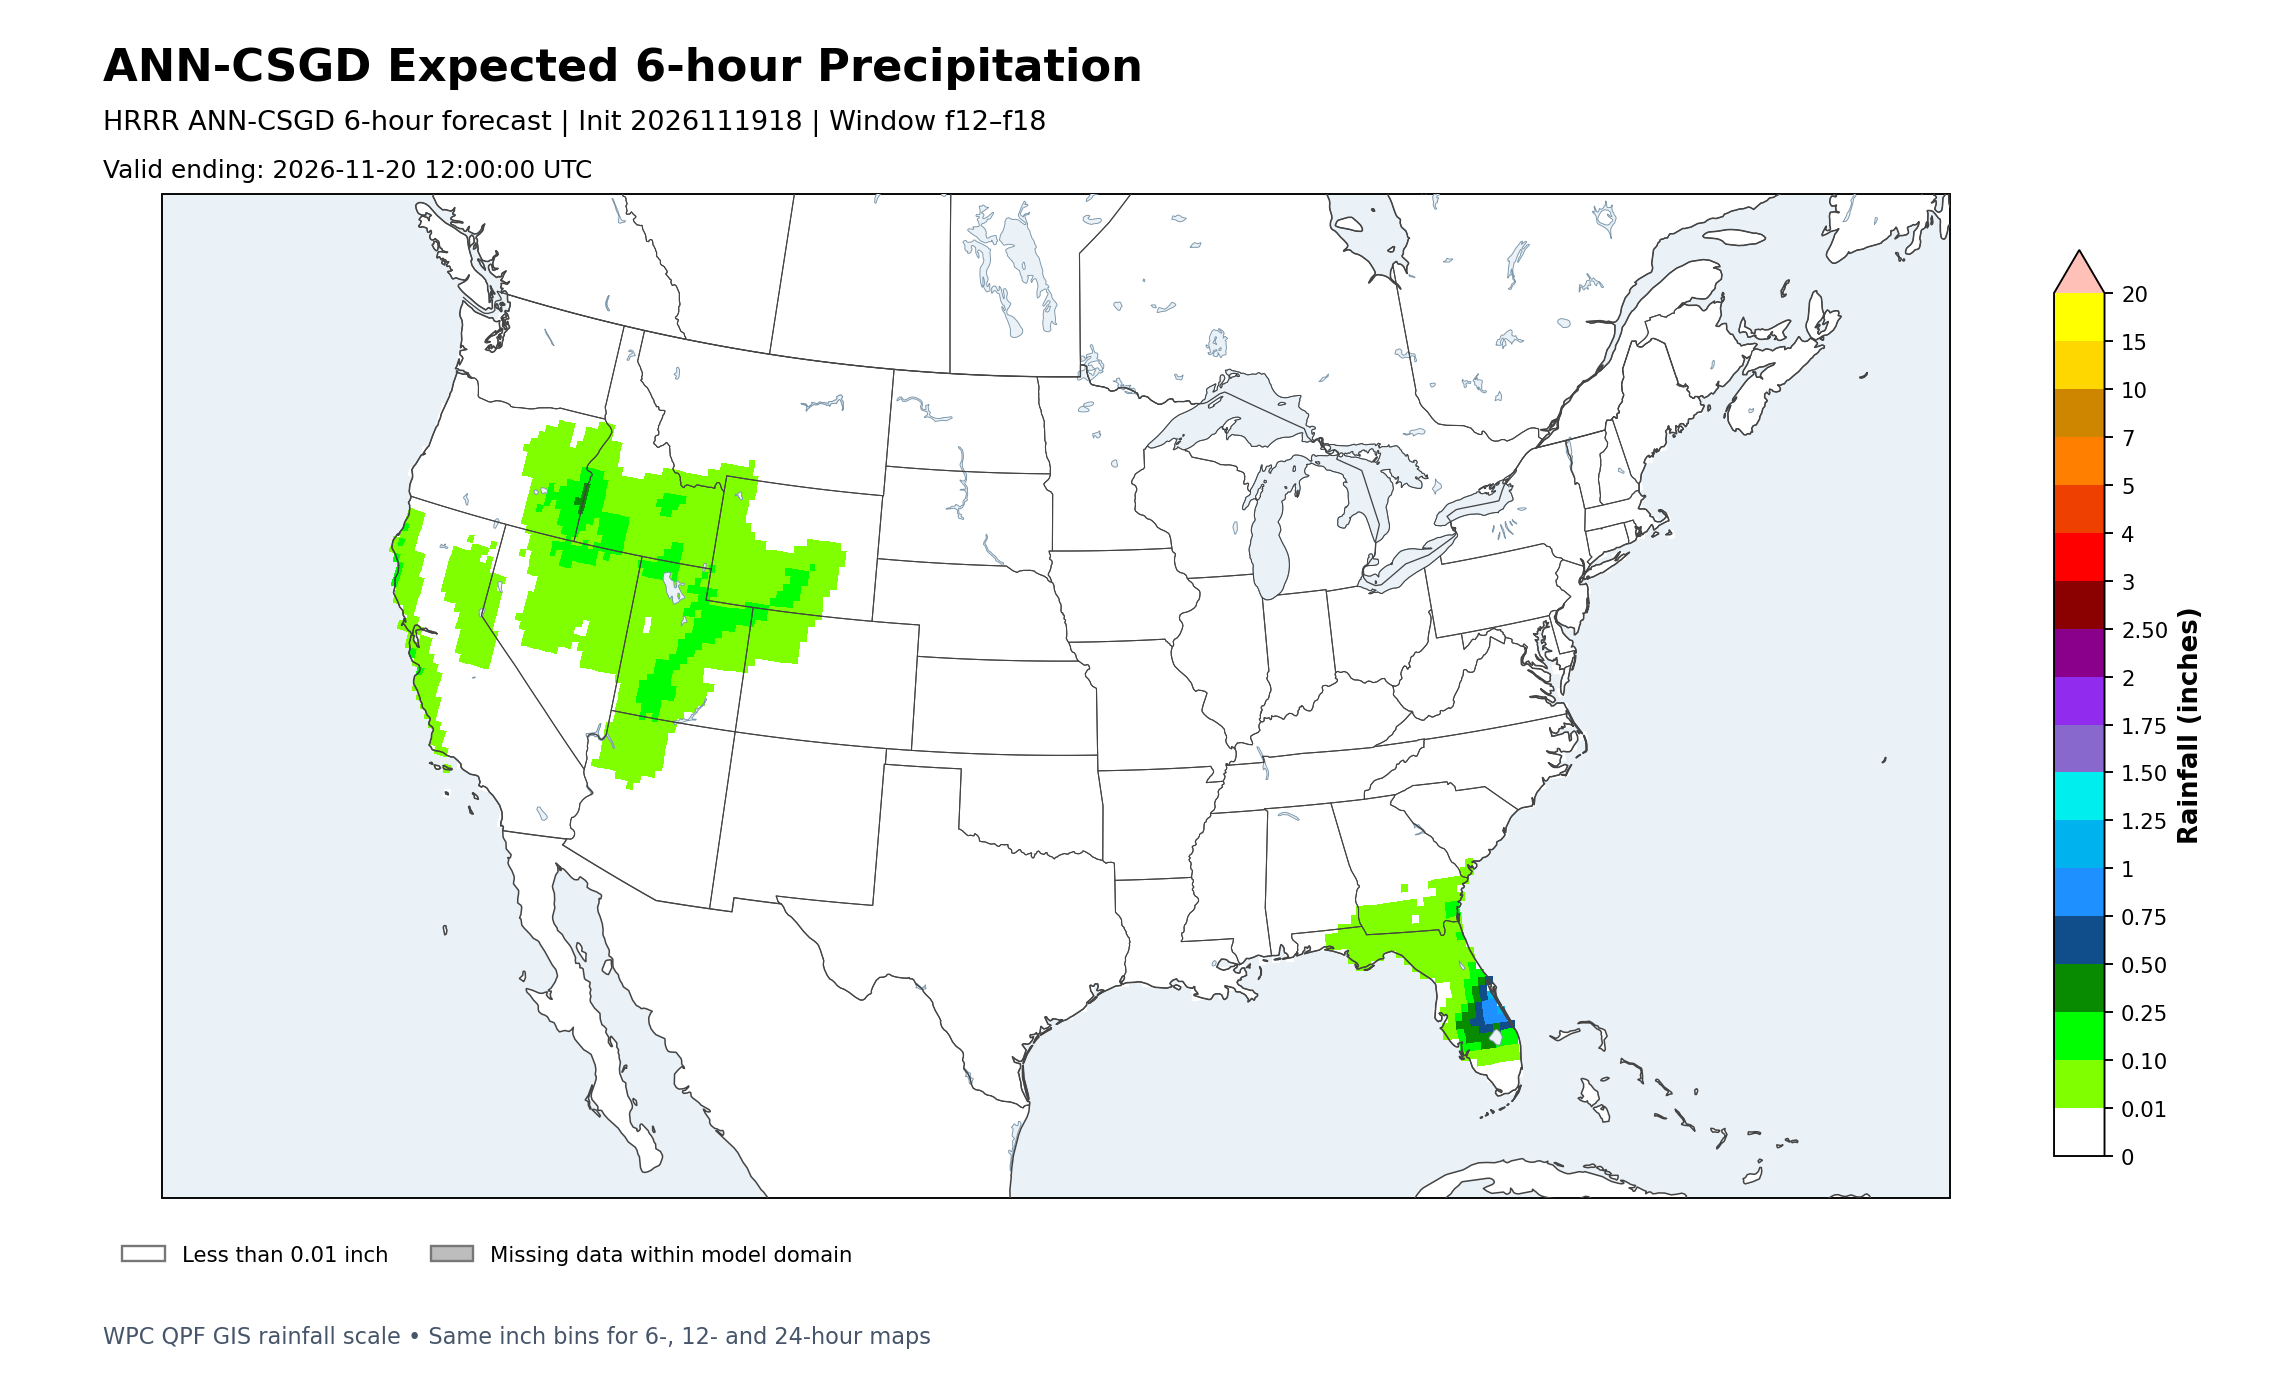 ANN-CSGD Expected 6-hour Precipitation
HRRR ANN-CSGD 6-hour forecast | Init 2026111918 | Window f12–f18
Valid ending: 2026-11-20 12:00:00 UTC
20
15
10
7
5
4
3
2.50
2
1.75
1.50
1.25
1
0.75
0.50
0.25
0.10
0.01
0
Rainfall (inches)
Less than 0.01 inch
Missing data within model domain
WPC QPF GIS rainfall scale • Same inch bins for 6-, 12- and 24-hour maps